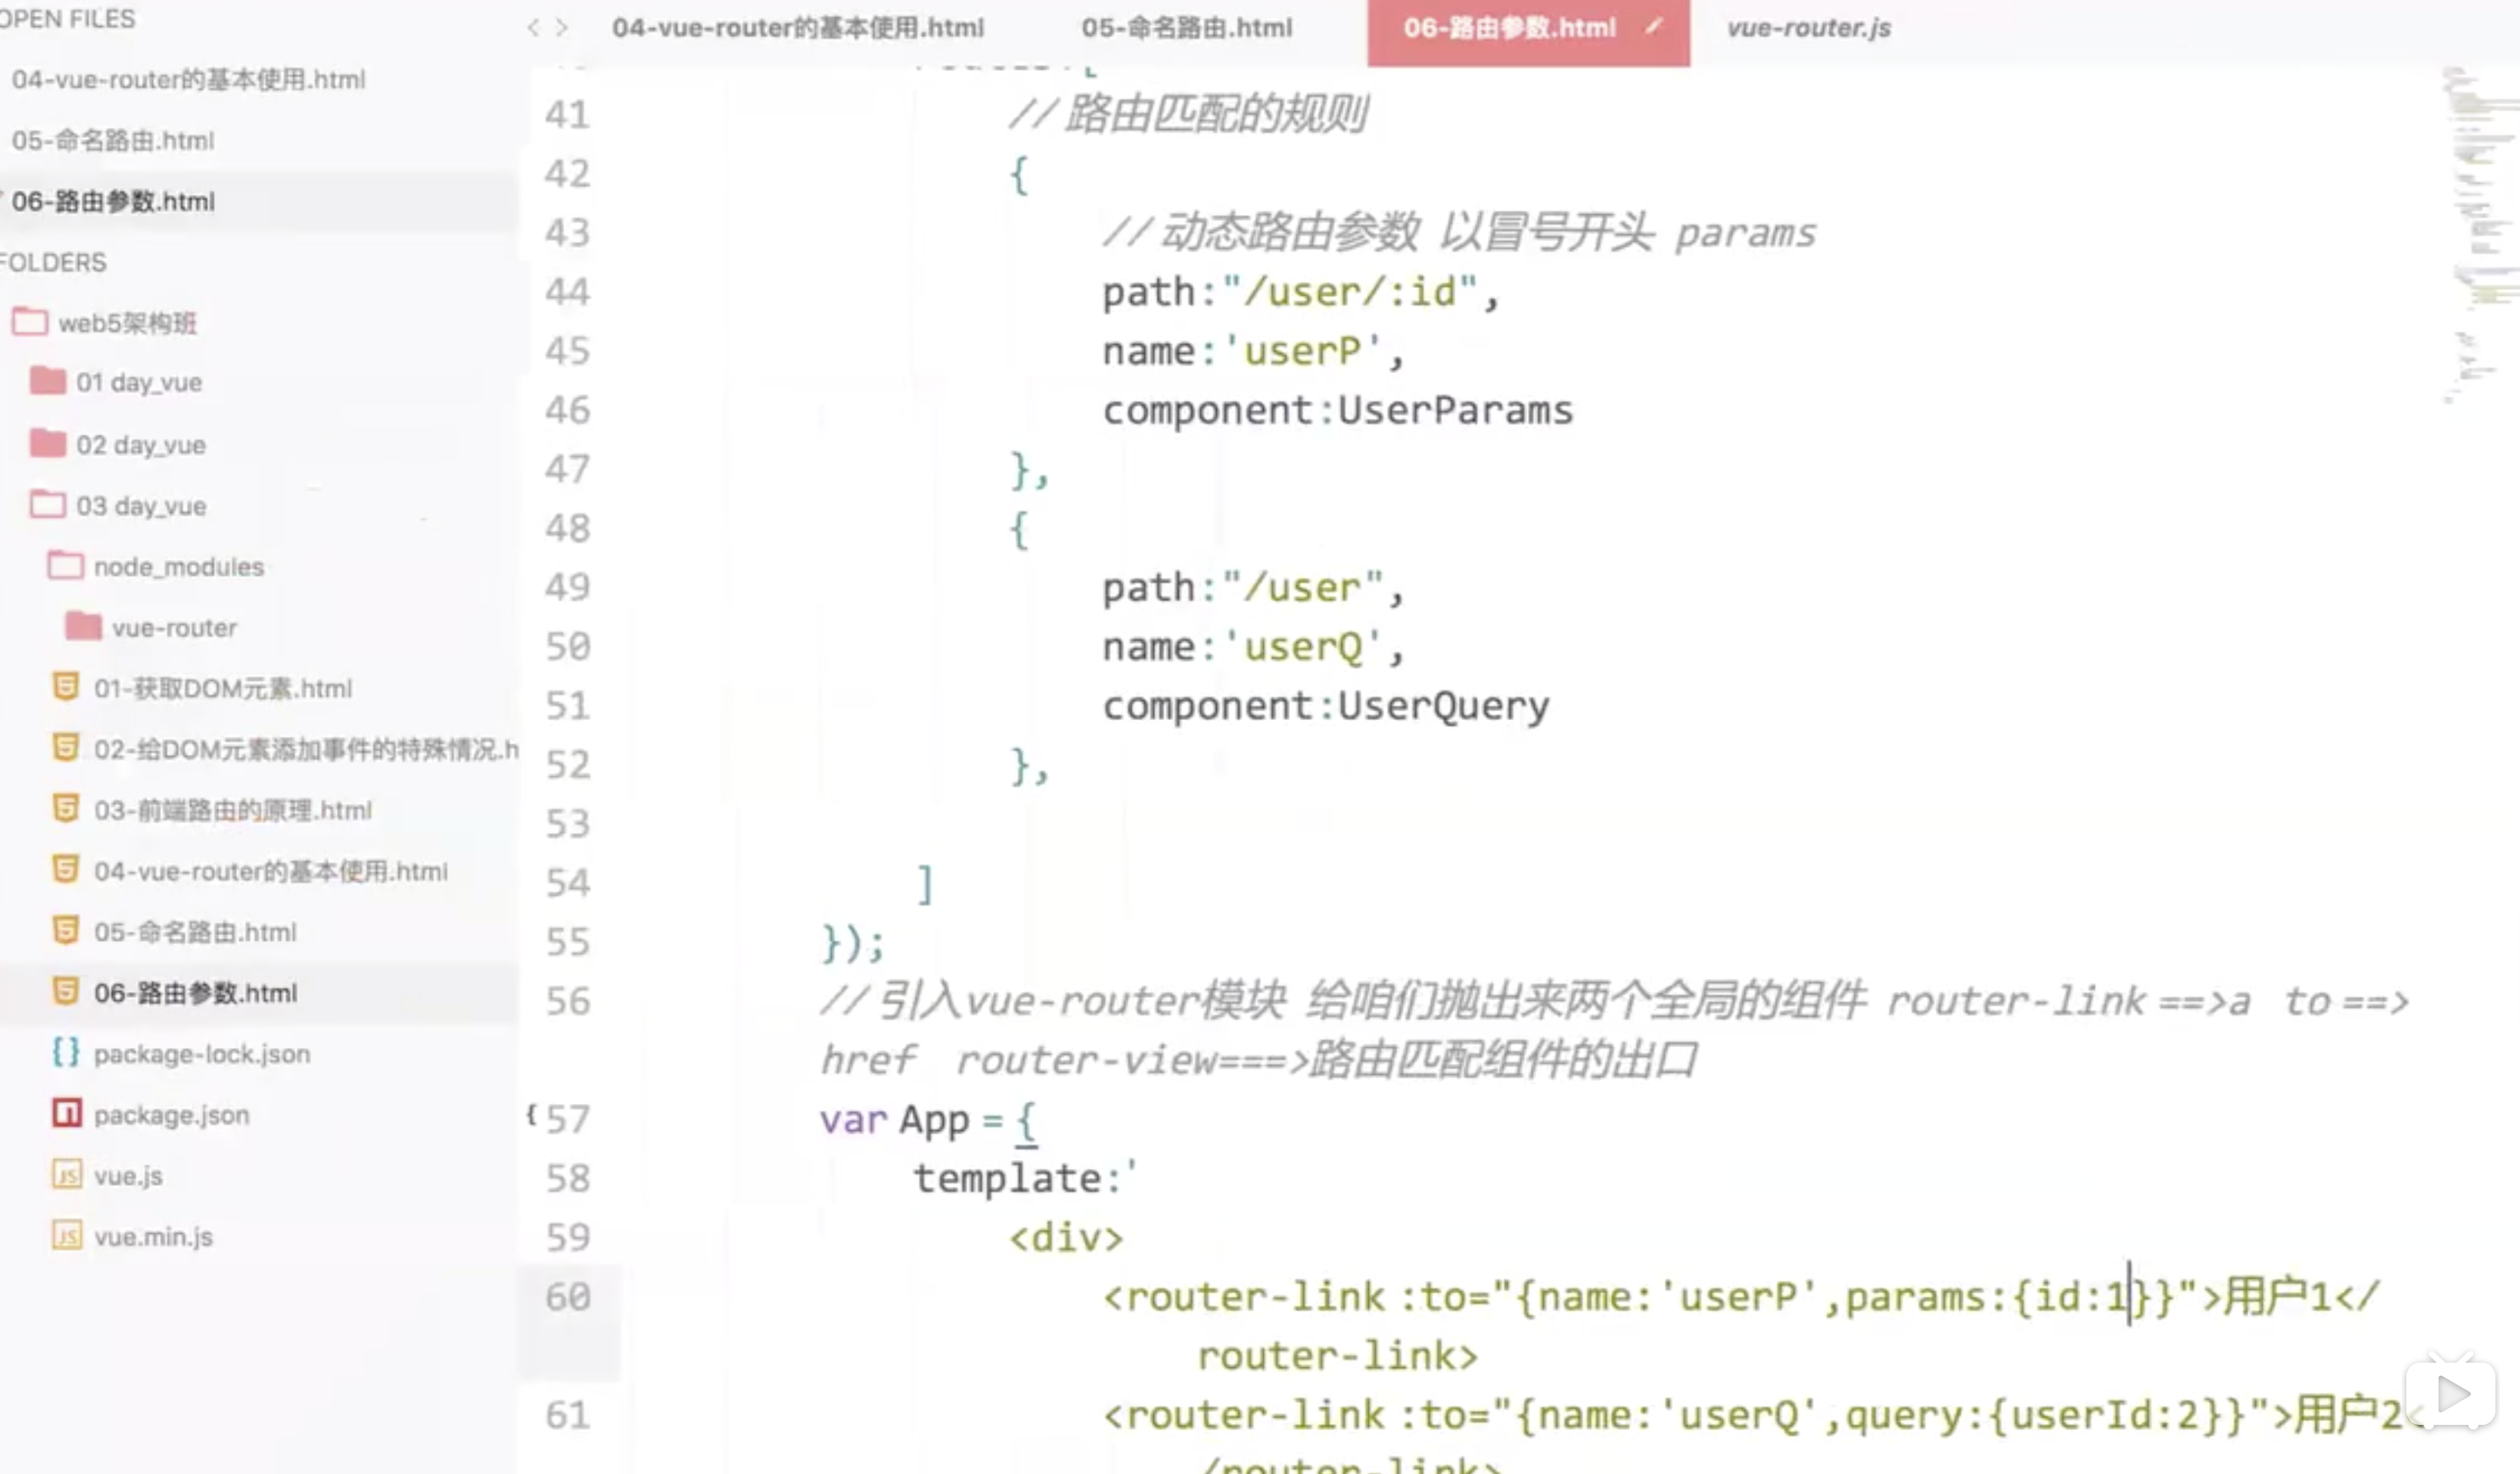 OPEN FILES
04-vue-router的基本使用.html
05-命名路由.html
06-路由参数.html
FOLDERS
web5架构班
01 day_vue
02 day_vue
03 day_vue
node_modules
vue-router
01-获取DOM元素.html
02-给DOM元素添加事件的特殊情况.h
03-前端路由的原理.html
04-vue-router的基本使用.html
05-命名路由.html
06-路由参数.html
package-lock.json
package.json
vue.js
vue.min.js
04-vue-router的基本使用.html 05-命名路由.html 06-路由参数.html vue-router.js
41 //路由匹配的规则
42 {
43 //动态路由参数 以冒号开头 params
44 path:"/user/:id",
45 name:'userP',
46 component:UserParams
47 },
48 {
49 path:"/user",
50 name:'userQ',
51 component:UserQuery
52 },
53
54 ]
55 });
56 //引入vue-router模块 给咱们抛出来两个全局的组件 router-link ==>a to ==>
href router-view===>路由匹配组件的出口
57 var App = {
58 template:`
59 <div>
60 <router-link :to="{name:'userP',params:{id:1}}">用户1</
router-link>
61 <router-link :to="{name:'userQ',query:{userId:2}}">用户2<
/router-link>